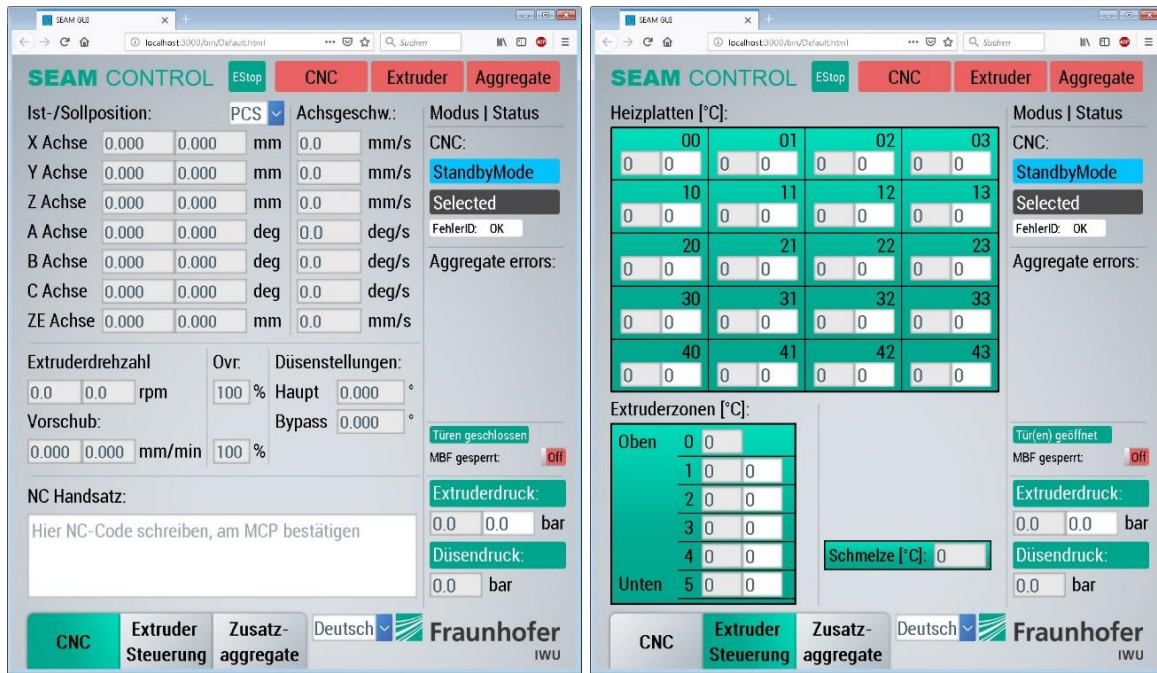 SEAM GUI
localhost:3000/bin/Default.html
Suchen
SEAM CONTROL EStop CNC Extruder Aggregate
Ist-/Sollposition: PCS Achsgeschw.: Modus | Status
X Achse 0.000 0.000 mm 0.0 mm/s CNC:
Y Achse 0.000 0.000 mm 0.0 mm/s StandbyMode
Z Achse 0.000 0.000 mm 0.0 mm/s Selected
A Achse 0.000 0.000 deg 0.0 deg/s FehlerID: OK
B Achse 0.000 0.000 deg 0.0 deg/s Aggregate errors:
C Achse 0.000 0.000 deg 0.0 deg/s
ZE Achse 0.000 0.000 mm 0.0 mm/s
Extruderdrehzahl Ovr. Düsenstellungen:
0.0 0.0 rpm 100 % Haupt 0.000 °
Vorschub: Bypass 0.000 °
0.000 0.000 mm/min 100 %
Türen geschlossen
MBF gesperrt: Off
NC Handsatz:
Hier NC-Code schreiben, am MCP bestätigen
Extruderdruck:
0.0 0.0 bar
Düsendruck:
0.0 bar
CNC Extruder Steuerung Zusatz-aggregate Deutsch Fraunhofer
IWU
SEAM GUI
localhost:3000/bin/Default.html
Suchen
SEAM CONTROL EStop CNC Extruder Aggregate
Heizplatten [°C]: Modus | Status
00 01 02 03 CNC:
0 0 0 0 0 0 0 0 StandbyMode
10 11 12 13 Selected
0 0 0 0 0 0 0 0 FehlerID: OK
20 21 22 23 Aggregate errors:
0 0 0 0 0 0 0 0
30 31 32 33
0 0 0 0 0 0 0 0
40 41 42 43
0 0 0 0 0 0 0 0
Extruderzonen [°C]:
Oben 0 0
1 0 0
2 0 0
3 0 0
4 0 0
Unten 5 0 0
Schmelze [°C]: 0
Tür(en) geöffnet
MBF gesperrt: Off
Extruderdruck:
0.0 0.0 bar
Düsendruck:
0.0 bar
CNC Extruder Steuerung Zusatz-aggregate Deutsch Fraunhofer
IWU